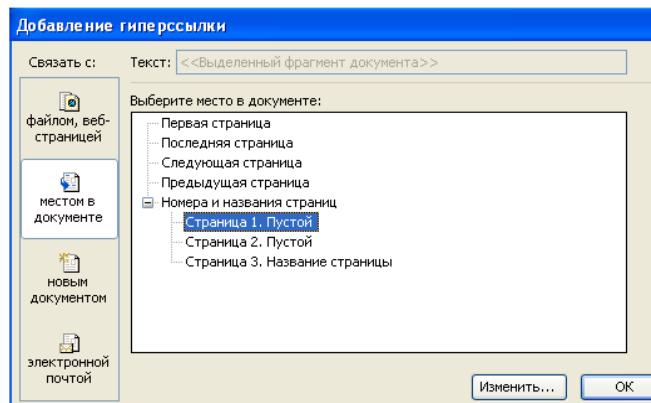 Добавление гиперссылки
Связать с:
Текст: <<Выделенный фрагмент документа>>
Выберите место в документе:
файлом, веб-
страницей
местом в
документе
новым
документом
электронной
почтой
Первая страница
Последняя страница
Следующая страница
Предыдущая страница
Номера и названия страниц
Страница 1. Пустой
Страница 2. Пустой
Страница 3. Название страницы
Изменить...
ОК